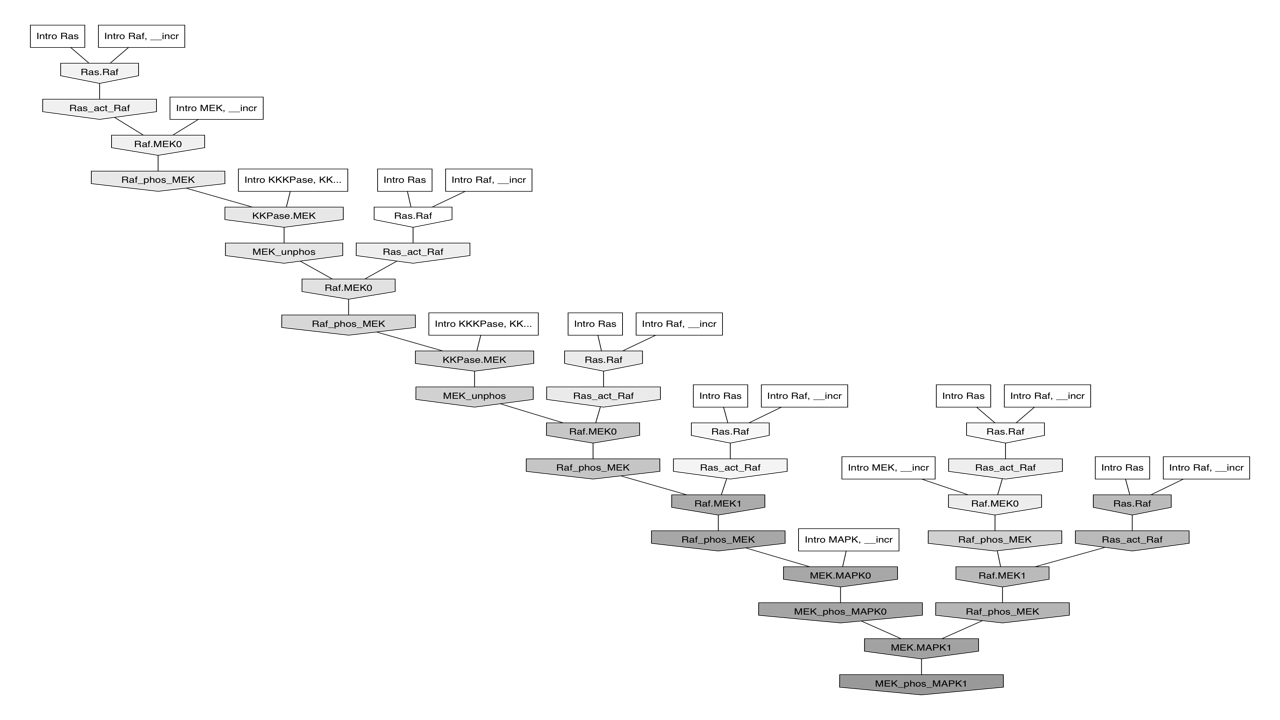 Intro Ras
Intro Raf, __incr
Ras.Raf
Ras_act_Raf
Intro MEK, __incr
Raf.MEK0
Raf_phos_MEK
Intro KKKPase, KK...
Intro Ras
Intro Raf, __incr
KKPase.MEK
Ras.Raf
MEK_unphos
Ras_act_Raf
Raf.MEK0
Raf_phos_MEK
Intro KKKPase, KK...
Intro Ras
Intro Raf, __incr
KKPase.MEK
Ras.Raf
MEK_unphos
Ras_act_Raf
Intro Ras
Intro Raf, __incr
Intro Ras
Intro Raf, __incr
Raf.MEK0
Ras.Raf
Ras.Raf
Raf_phos_MEK
Ras_act_Raf
Intro MEK, __incr
Ras_act_Raf
Intro Ras
Intro Raf, __incr
Raf.MEK1
Raf.MEK0
Ras.Raf
Raf_phos_MEK
Intro MAPK, __incr
Raf_phos_MEK
Ras_act_Raf
MEK.MAPK0
Raf.MEK1
MEK_phos_MAPK0
Raf_phos_MEK
MEK.MAPK1
MEK_phos_MAPK1